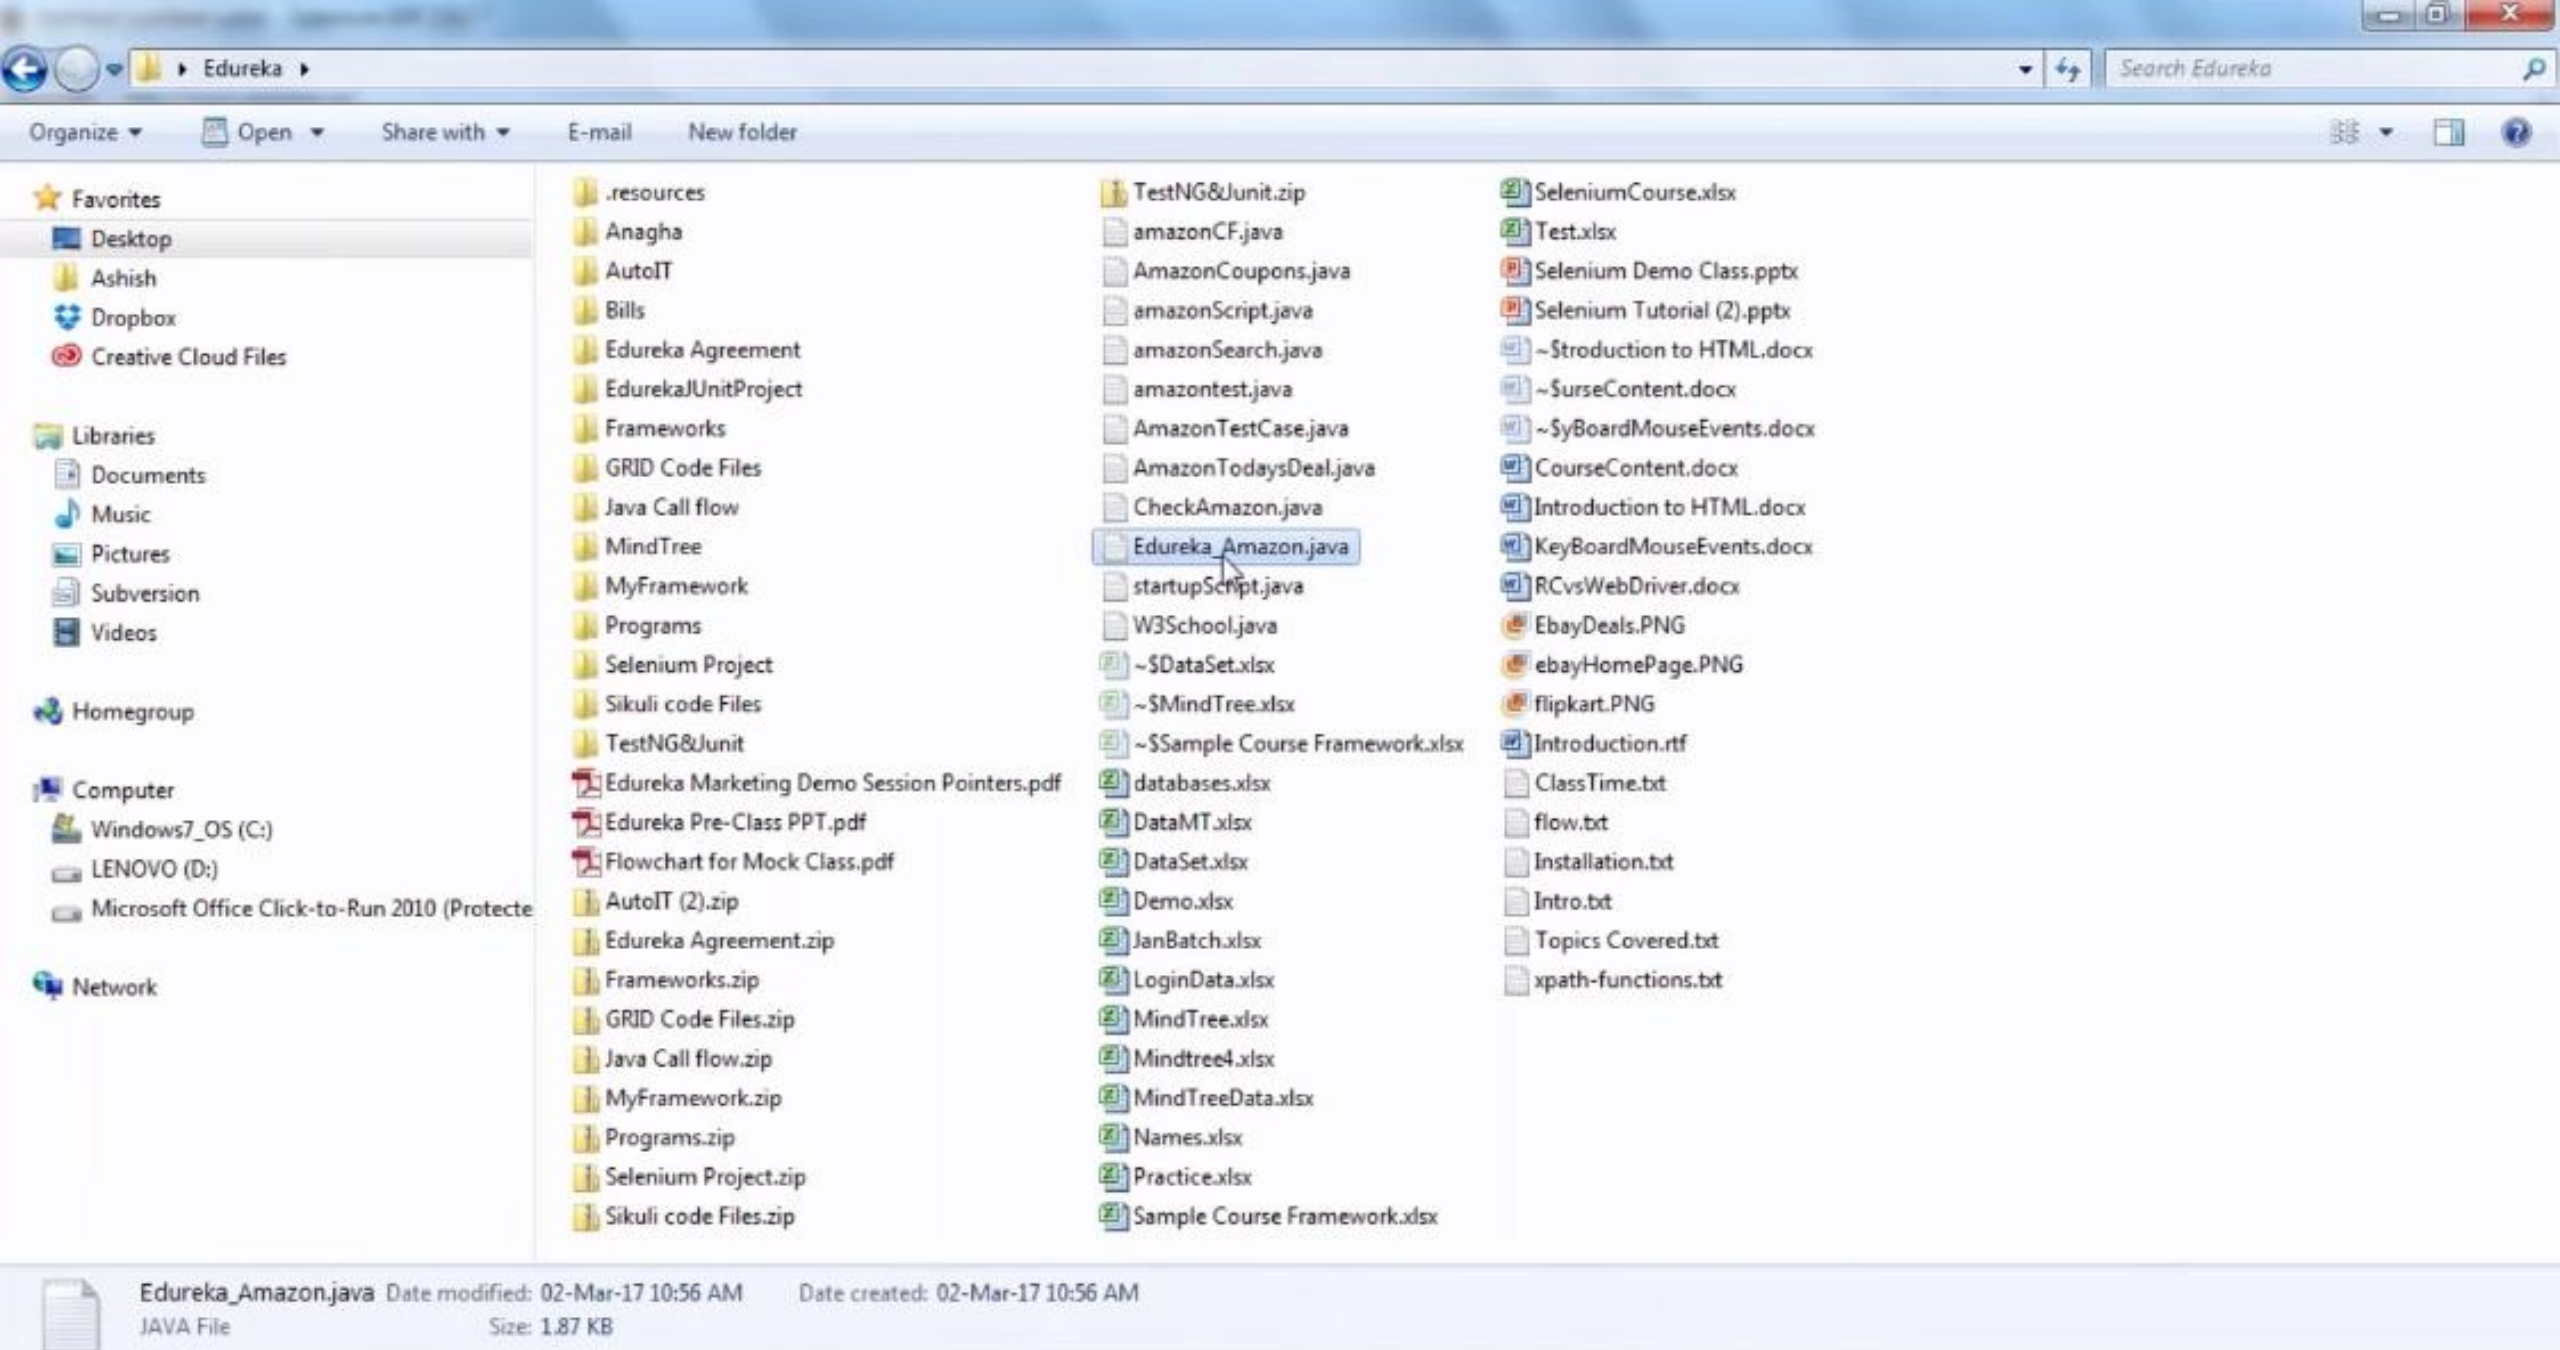 Edureka
Search Edureka
Organize Open Share with E-mail New folder
Favorites
Desktop
Ashish
Dropbox
Creative Cloud Files
Libraries
Documents
Music
Pictures
Subversion
Videos
Homegroup
Computer
Windows7_OS (C:)
LENOVO (D:)
Microsoft Office Click-to-Run 2010 (Protecte
Network
.resources
Anagha
AutoIT
Bills
Edureka Agreement
EdurekaJUnitProject
Frameworks
GRID Code Files
Java Call flow
MindTree
MyFramework
Programs
Selenium Project
Sikuli code Files
TestNG&Junit
Edureka Marketing Demo Session Pointers.pdf
Edureka Pre-Class PPT.pdf
Flowchart for Mock Class.pdf
AutoIT (2).zip
Edureka Agreement.zip
Frameworks.zip
GRID Code Files.zip
Java Call flow.zip
MyFramework.zip
Programs.zip
Selenium Project.zip
Sikuli code Files.zip
TestNG&Junit.zip
amazonCF.java
AmazonCoupons.java
amazonScript.java
amazonSearch.java
amazontest.java
AmazonTestCase.java
AmazonTodaysDeal.java
CheckAmazon.java
Edureka_Amazon.java
startupScript.java
W3School.java
~$DataSet.xlsx
~$MindTree.xlsx
~$Sample Course Framework.xlsx
databases.xlsx
DataMT.xlsx
DataSet.xlsx
Demo.xlsx
JanBatch.xlsx
LoginData.xlsx
MindTree.xlsx
Mindtree4.xlsx
MindTreeData.xlsx
Names.xlsx
Practice.xlsx
Sample Course Framework.xlsx
SeleniumCourse.xlsx
Test.xlsx
Selenium Demo Class.pptx
Selenium Tutorial (2).pptx
~$troduction to HTML.docx
~$urseContent.docx
~$yBoardMouseEvents.docx
CourseContent.docx
Introduction to HTML.docx
KeyBoardMouseEvents.docx
RCvsWebDriver.docx
EbayDeals.PNG
ebayHomePage.PNG
flipkart.PNG
Introduction.rtf
ClassTime.txt
flow.txt
Installation.txt
Intro.txt
Topics Covered.txt
xpath-functions.txt
Edureka_Amazon.java Date modified: 02-Mar-17 10:56 AM Date created: 02-Mar-17 10:56 AM
JAVA File Size: 1.87 KB